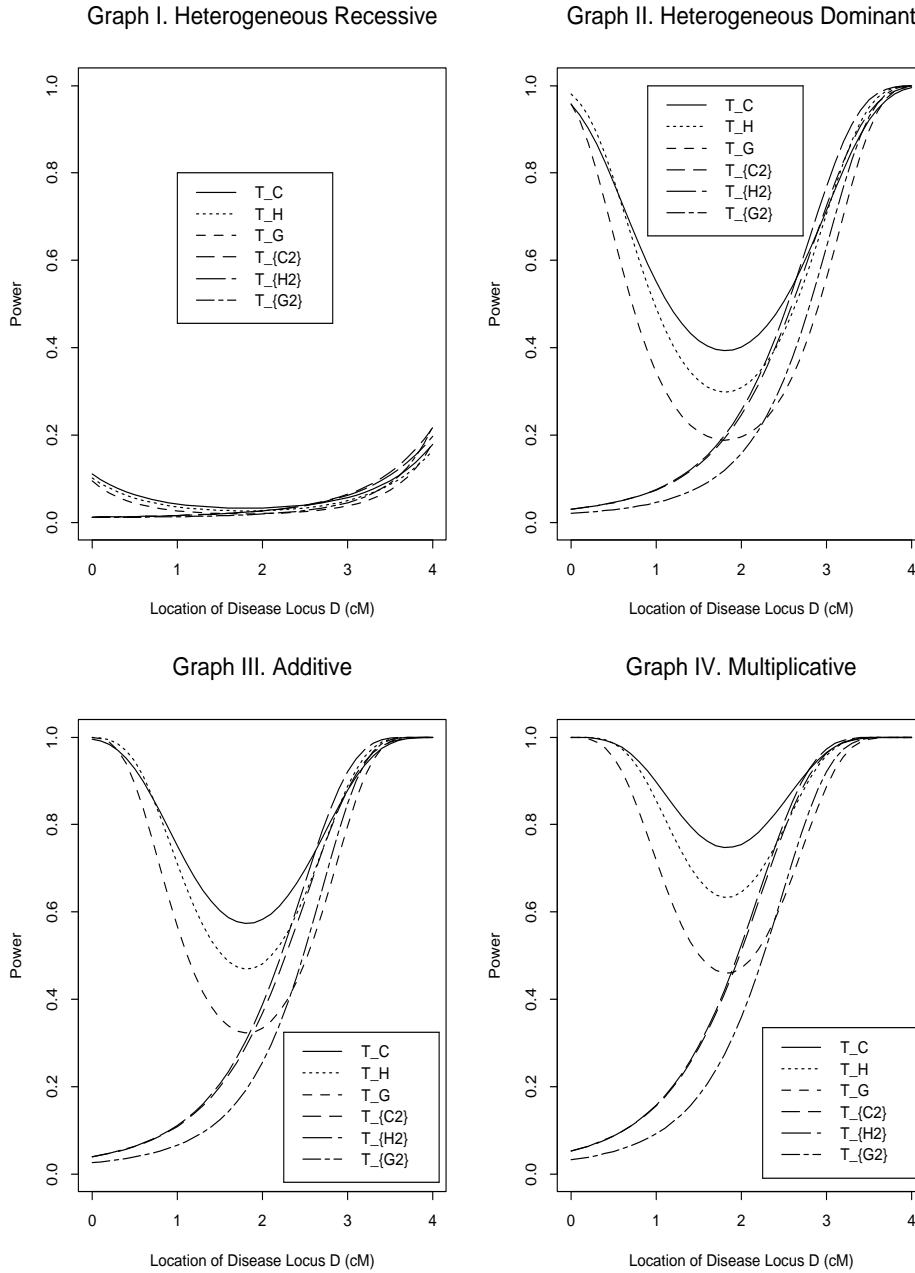 Graph I. Heterogeneous Recessive
Power
0.0 0.2 0.4 0.6 0.8 1.0
T_C
T_H
T_G
T_{C2}
T_{H2}
T_{G2}
0 1 2 3 4
Location of Disease Locus D (cM)
Graph II. Heterogeneous Dominant
Power
0.0 0.2 0.4 0.6 0.8 1.0
T_C
T_H
T_G
T_{C2}
T_{H2}
T_{G2}
0 1 2 3 4
Location of Disease Locus D (cM)
Graph III. Additive
Power
0.0 0.2 0.4 0.6 0.8 1.0
T_C
T_H
T_G
T_{C2}
T_{H2}
T_{G2}
0 1 2 3 4
Location of Disease Locus D (cM)
Graph IV. Multiplicative
Power
0.0 0.2 0.4 0.6 0.8 1.0
T_C
T_H
T_G
T_{C2}
T_{H2}
T_{G2}
0 1 2 3 4
Location of Disease Locus D (cM)